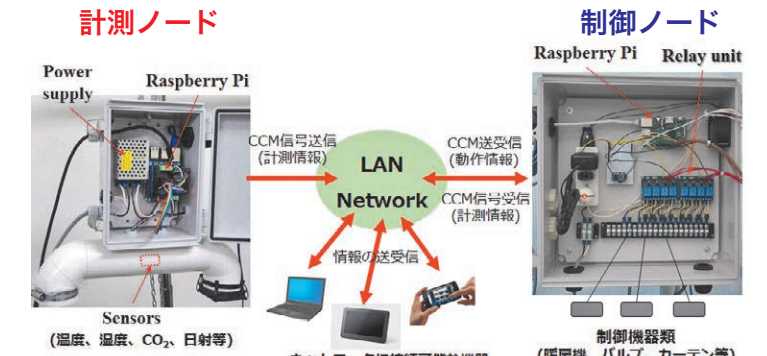 計測ノード
制御ノード
Power
supply
Raspberry Pi
Raspberry Pi
Relay unit
CCM信号送信
(計測情報)
LAN
Network
CCM送受信
(動作情報)
CCM信号受信
(計測情報)
情報の送受信
Sensors
(温度、湿度、CO₂、日射等)
制御機器類